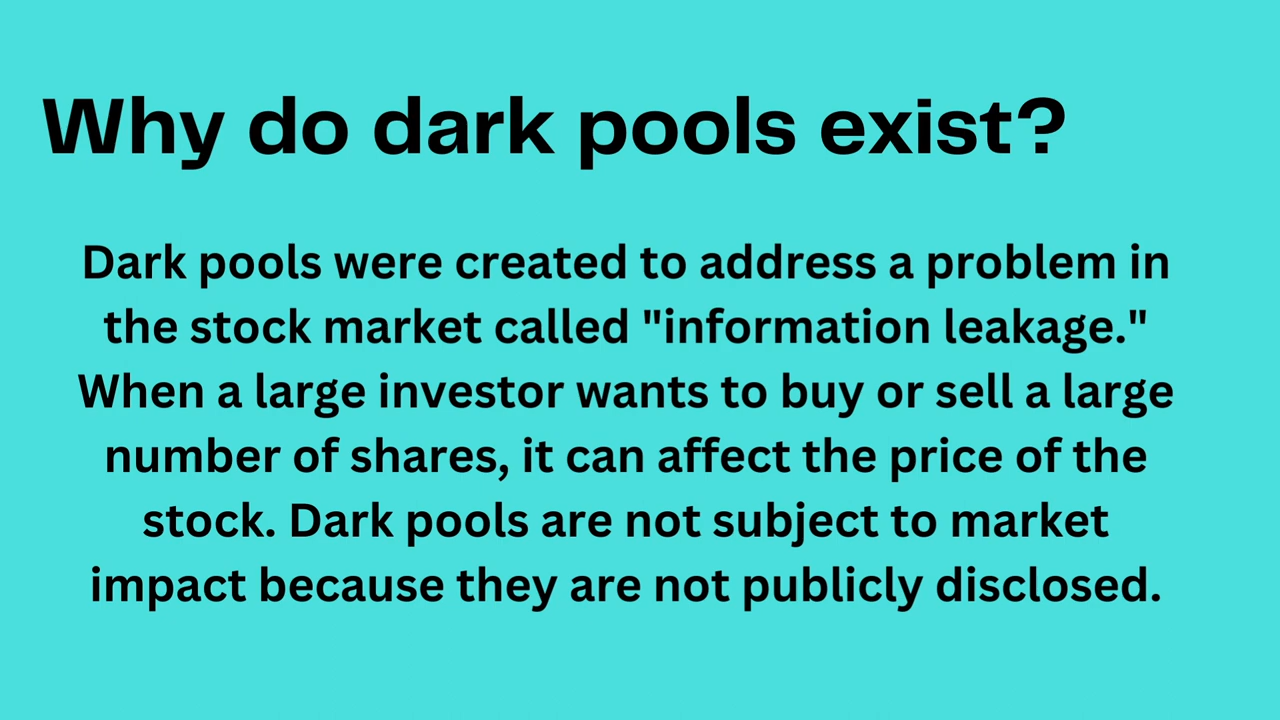 Why do dark pools exist?
Dark pools were created to address a problem in
the stock market called "information leakage."
When a large investor wants to buy or sell a large
number of shares, it can affect the price of the
stock. Dark pools are not subject to market
impact because they are not publicly disclosed.